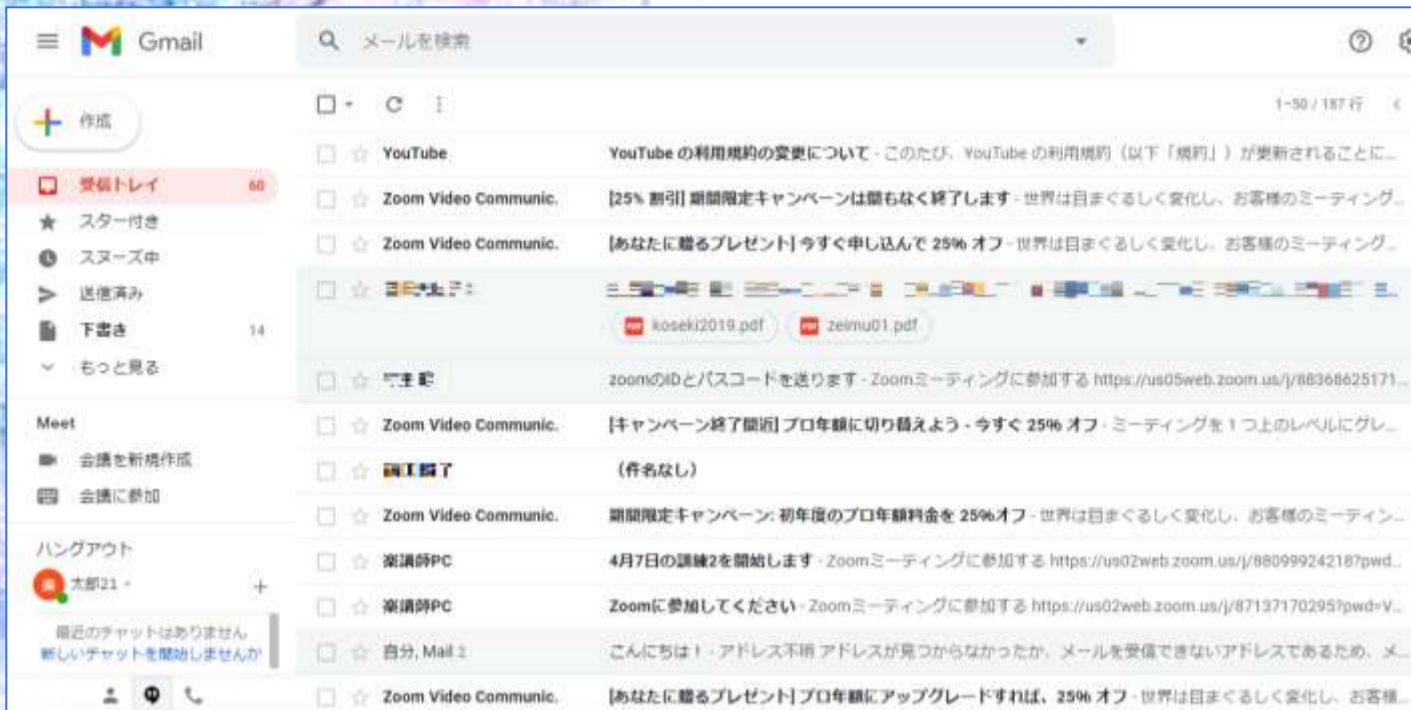 Gmail
メールを検索
作成
1-50 / 187 行
受信トレイ 60
スター付き
スヌーズ中
送信済み
下書き 14
もっと見る
Meet
会議を新規作成
会議に参加
ハングアウト
太郎21
最近のチャットはありません
新しいチャットを開始しませんか
YouTube YouTube の利用規約の変更について - このたび、YouTube の利用規約（以下「規約」）が更新されることに...
Zoom Video Communic. [25% 割引] 期間限定キャンペーンは間もなく終了します - 世界は目まぐるしく変化し、お客様のミーティング...
Zoom Video Communic. [あなたに贈るプレゼント] 今すぐ申し込んで 25% オフ - 世界は目まぐるしく変化し、お客様のミーティング...
koseki2019.pdf zeimu01.pdf
zoomのIDとパスコードを送ります - Zoomミーティングに参加する https://us05web.zoom.us/j/88368625171...
Zoom Video Communic. [キャンペーン終了間近] プロ年額に切り替えよう - 今すぐ 25% オフ - ミーティングを 1 つ上のレベルにグレ...
（件名なし）
Zoom Video Communic. 期間限定キャンペーン: 初年度のプロ年額料金を 25%オフ - 世界は目まぐるしく変化し、お客様のミーティン...
楽講師PC 4月7日の訓練2を開始します - Zoomミーティングに参加する https://us02web.zoom.us/j/88099924218?pwd...
楽講師PC Zoomに参加してください - Zoomミーティングに参加する https://us02web.zoom.us/j/87137170295?pwd=V...
自分, Mail 2 こんにちは！ - アドレス不明 アドレスが見つからなかったか、メールを受信できないアドレスであるため、メ...
Zoom Video Communic. [あなたに贈るプレゼント] プロ年額にアップグレードすれば、25% オフ - 世界は目まぐるしく変化し、お客様...